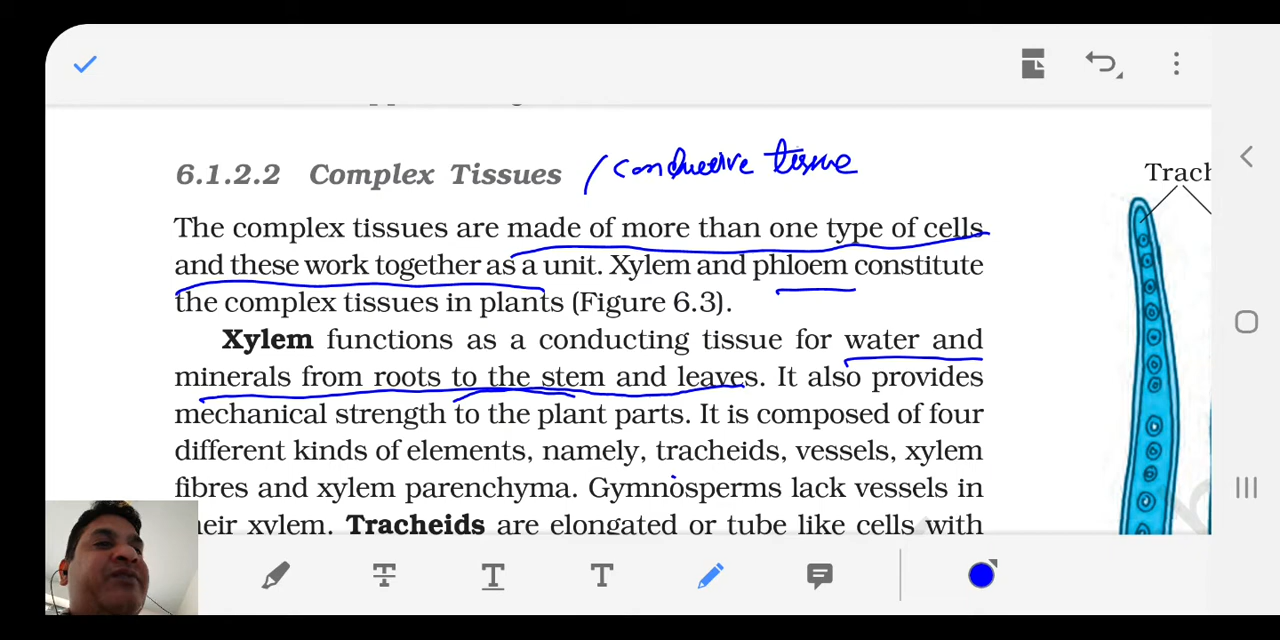 6.1.2.2 Complex Tissues / conductive tissue
Trach
The complex tissues are made of more than one type of cells
and these work together as a unit. Xylem and phloem constitute
the complex tissues in plants (Figure 6.3).
Xylem functions as a conducting tissue for water and
minerals from roots to the stem and leaves. It also provides
mechanical strength to the plant parts. It is composed of four
different kinds of elements, namely, tracheids, vessels, xylem
fibres and xylem parenchyma. Gymnosperms lack vessels in
their xylem. Tracheids are elongated or tube like cells with
T T T